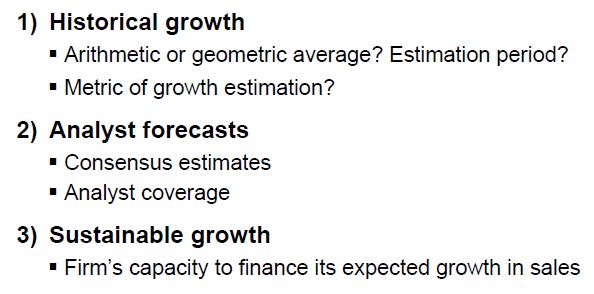 1) Historical growth
▪ Arithmetic or geometric average? Estimation period?
▪ Metric of growth estimation?
2) Analyst forecasts
▪ Consensus estimates
▪ Analyst coverage
3) Sustainable growth
▪ Firm's capacity to finance its expected growth in sales